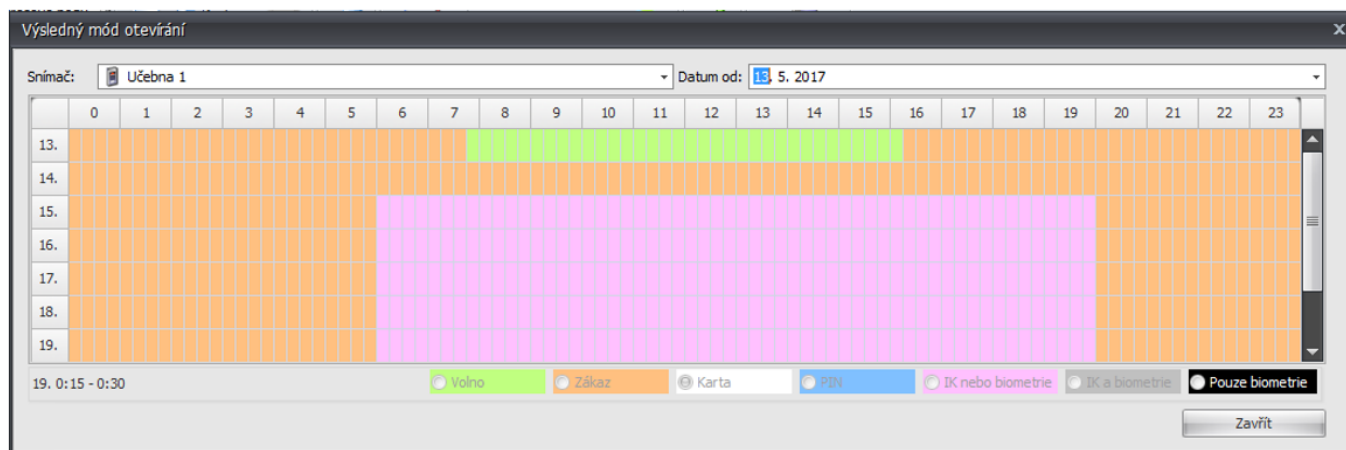 Výsledný mód otevírání x
Snímač: Učebna 1 Datum od: 13. 5. 2017
0 1 2 3 4 5 6 7 8 9 10 11 12 13 14 15 16 17 18 19 20 21 22 23
13.
14.
15.
16.
17.
18.
19.
19. 0:15 - 0:30 Volno Zákaz Karta PIN IK nebo biometrie IK a biometrie Pouze biometrie
Zavřít